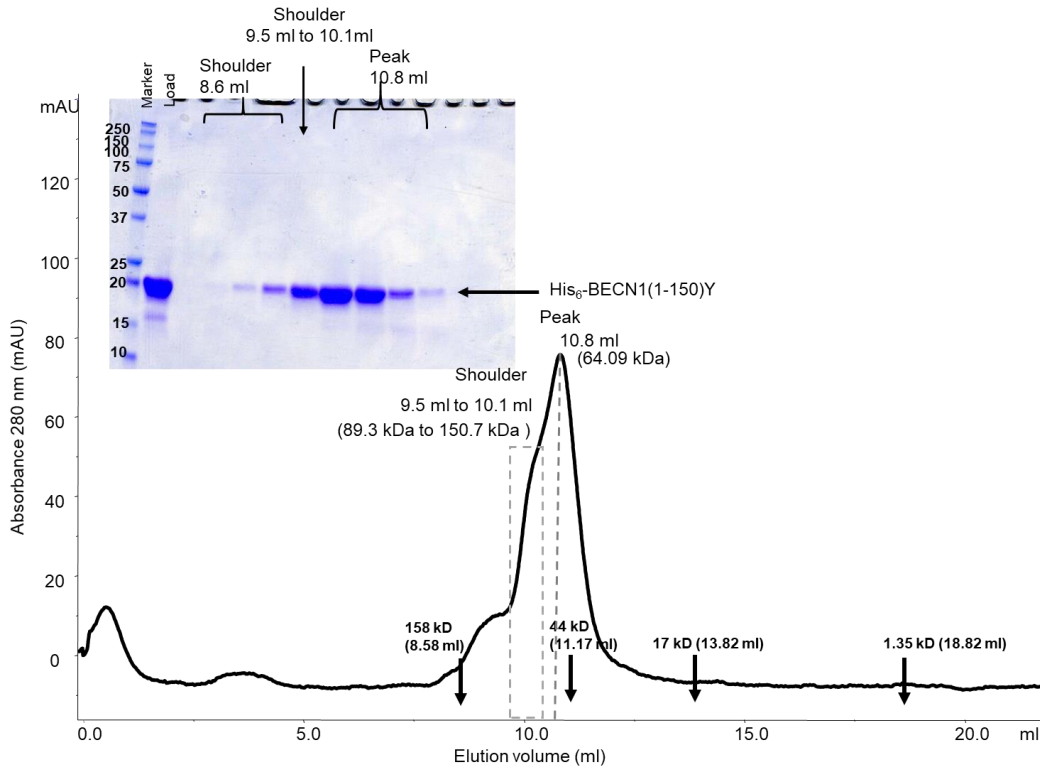 Shoulder
9.5 ml to 10.1ml
Peak
10.8 ml
Shoulder
8.6 ml
Marker
Load
mAU
250
150
100
75
50
37
25
20
15
10
His6-BECN1(1-150)Y
Peak
10.8 ml
(64.09 kDa)
Shoulder
9.5 ml to 10.1 ml
(89.3 kDa to 150.7 kDa )
120
100
80
60
40
20
0
Absorbance 280 nm (mAU)
158 kD
(8.58 ml)
44 kD
(11.17 ml)
17 kD (13.82 ml)
1.35 kD (18.82 ml)
0.0 5.0 10.0 15.0 20.0 ml
Elution volume (ml)